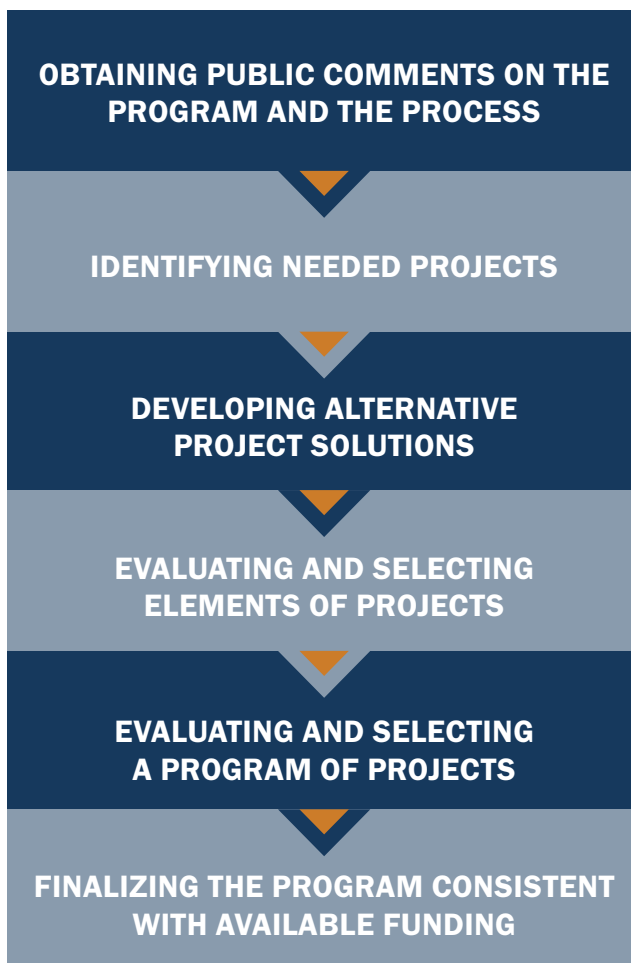 OBTAINING PUBLIC COMMENTS ON THE
PROGRAM AND THE PROCESS
IDENTIFYING NEEDED PROJECTS
DEVELOPING ALTERNATIVE
PROJECT SOLUTIONS
EVALUATING AND SELECTING
ELEMENTS OF PROJECTS
EVALUATING AND SELECTING
A PROGRAM OF PROJECTS
FINALIZING THE PROGRAM CONSISTENT
WITH AVAILABLE FUNDING